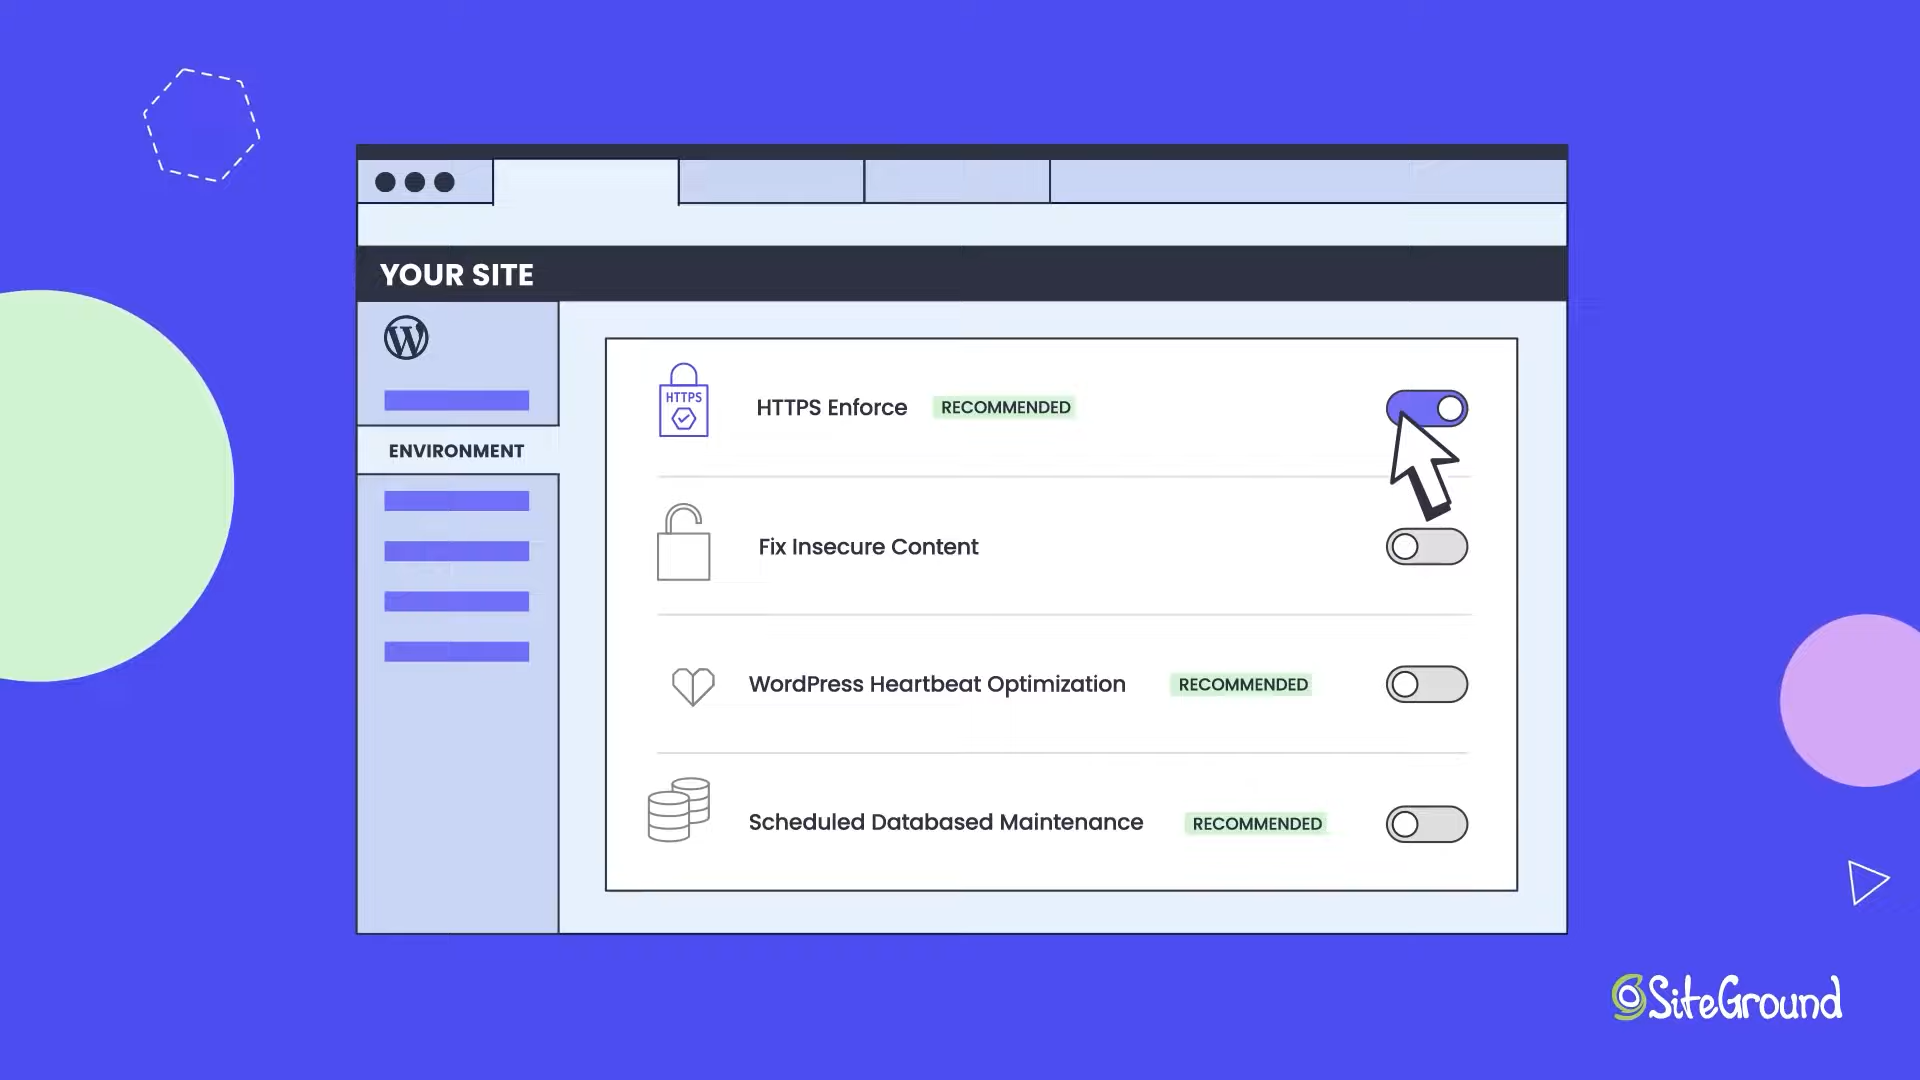 YOUR SITE
ENVIRONMENT
HTTPS
HTTPS Enforce RECOMMENDED
Fix Insecure Content
WordPress Heartbeat Optimization RECOMMENDED
Scheduled Databased Maintenance RECOMMENDED
SiteGround